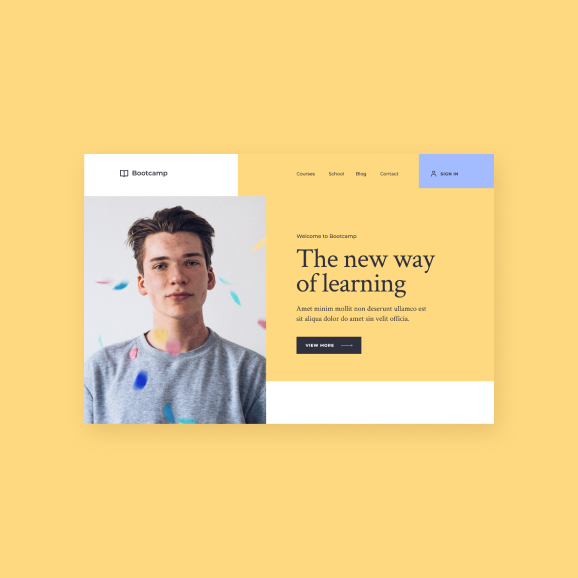 Bootcamp
Courses School Blog Contact
SIGN IN
Welcome to Bootcamp
The new way
of learning
Amet minim mollit non deserunt ullamco est
sit aliqua dolor do amet sin velit officia.
VIEW MORE